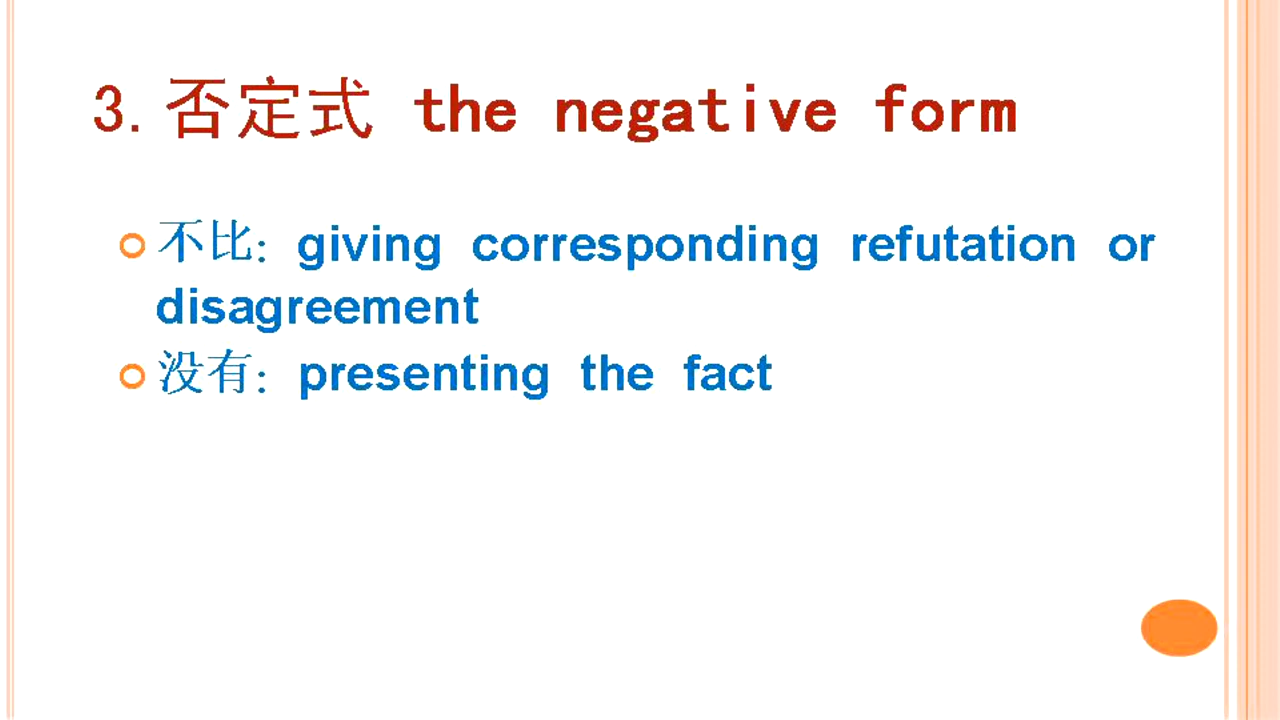 3.否定式 the negative form
不比：giving corresponding refutation or
disagreement
没有：presenting the fact